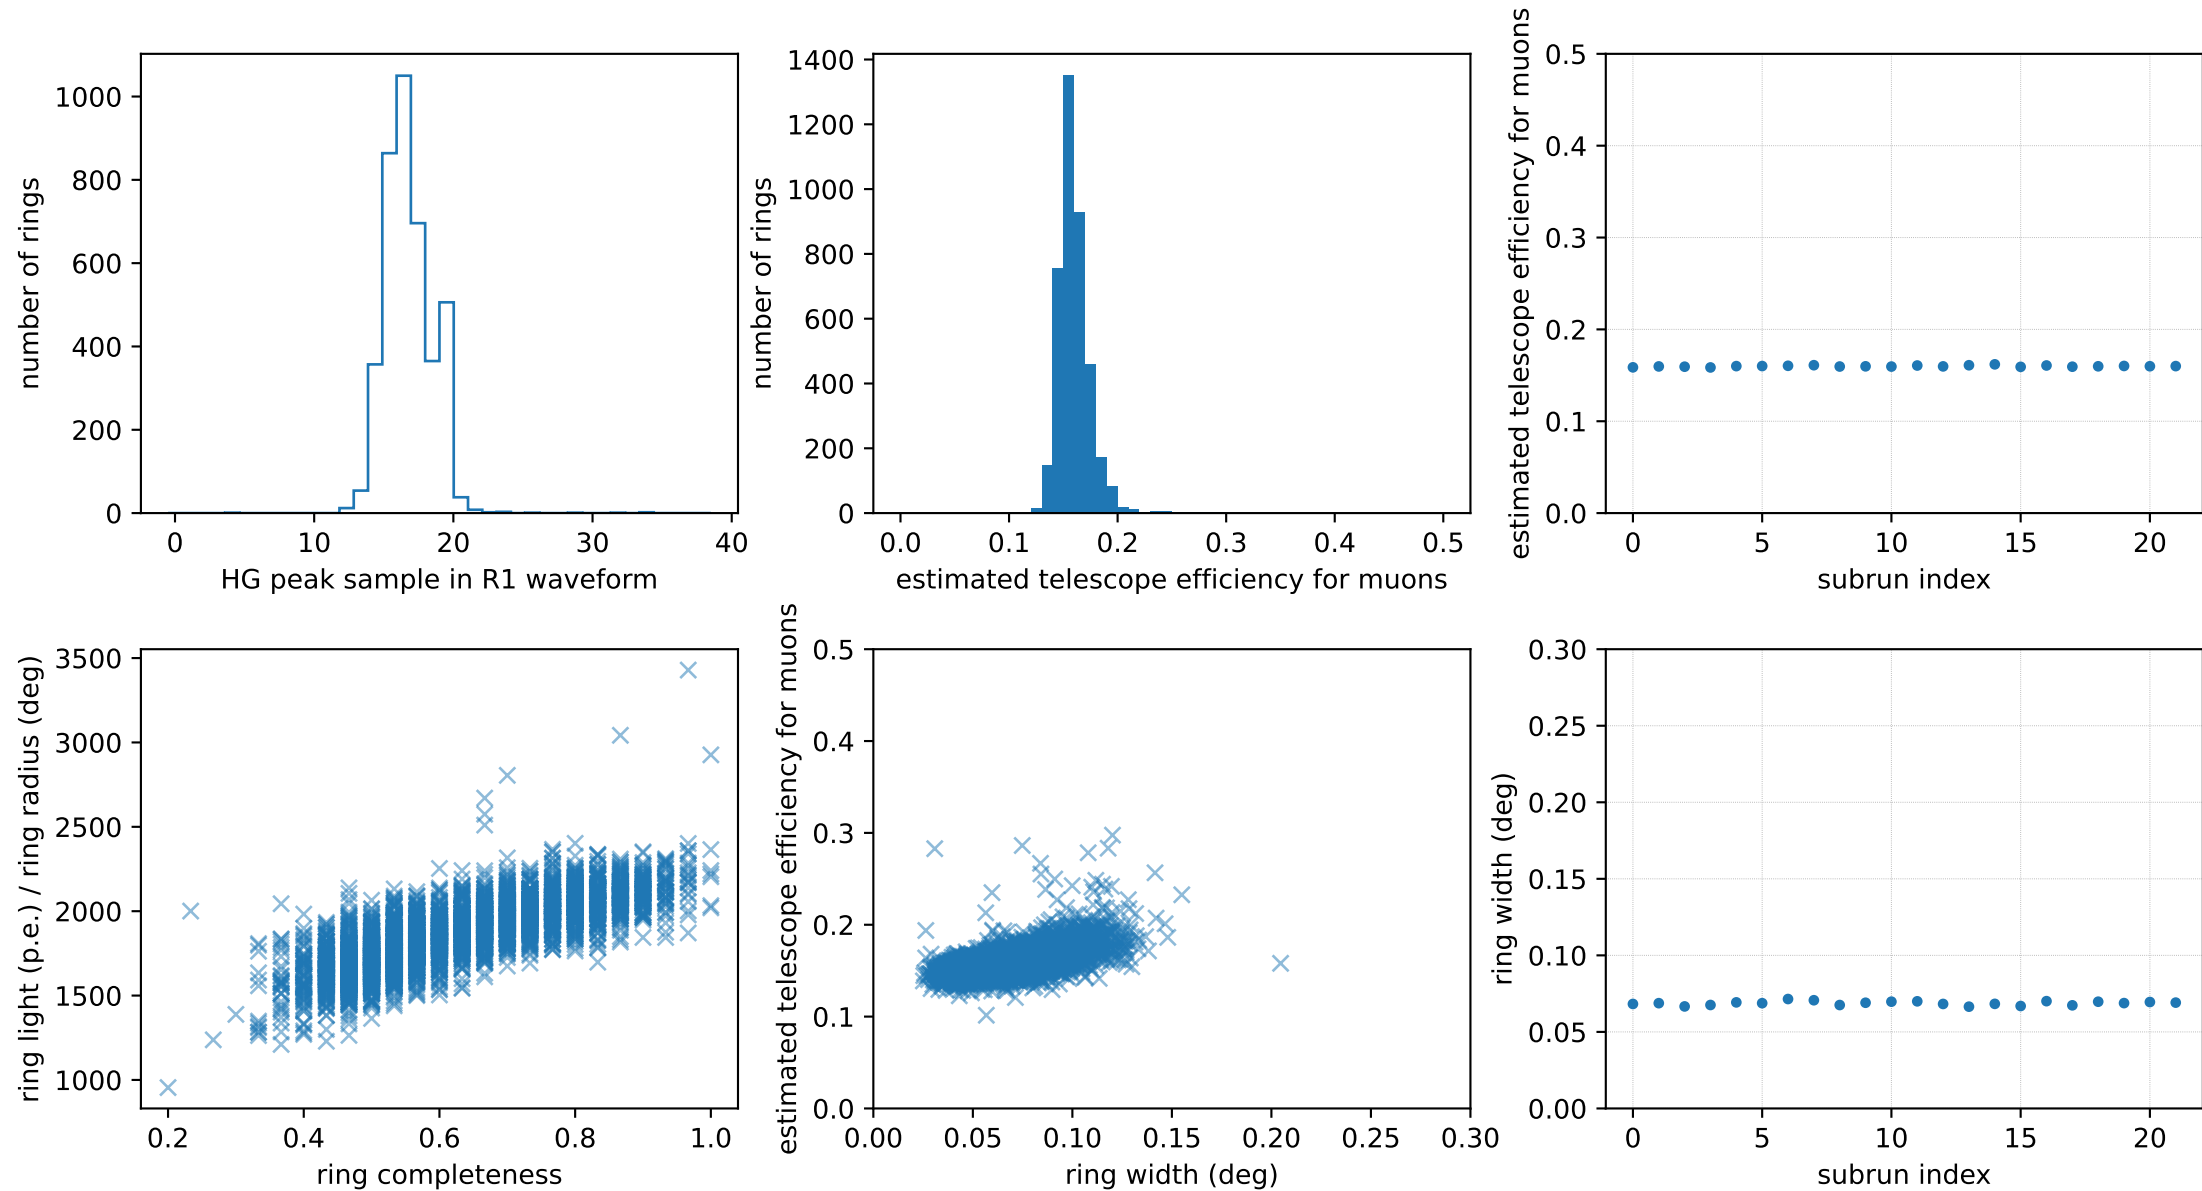 number of rings
1000
800
600
400
200
0
0 10 20 30 40
HG peak sample in R1 waveform
number of rings
1400
1200
1000
800
600
400
200
0
0.0 0.1 0.2 0.3 0.4 0.5
estimated telescope efficiency for muons
estimated telescope efficiency for muons
0.5
0.4
0.3
0.2
0.1
0.0
0 5 10 15 20
subrun index
ring light (p.e.) / ring radius (deg)
3500
3000
2500
2000
1500
1000
0.2 0.4 0.6 0.8 1.0
ring completeness
estimated telescope efficiency for muons
0.5
0.4
0.3
0.2
0.1
0.0
0.00 0.05 0.10 0.15 0.20 0.25 0.30
ring width (deg)
ring width (deg)
0.30
0.25
0.20
0.15
0.10
0.05
0.00
0 5 10 15 20
subrun index